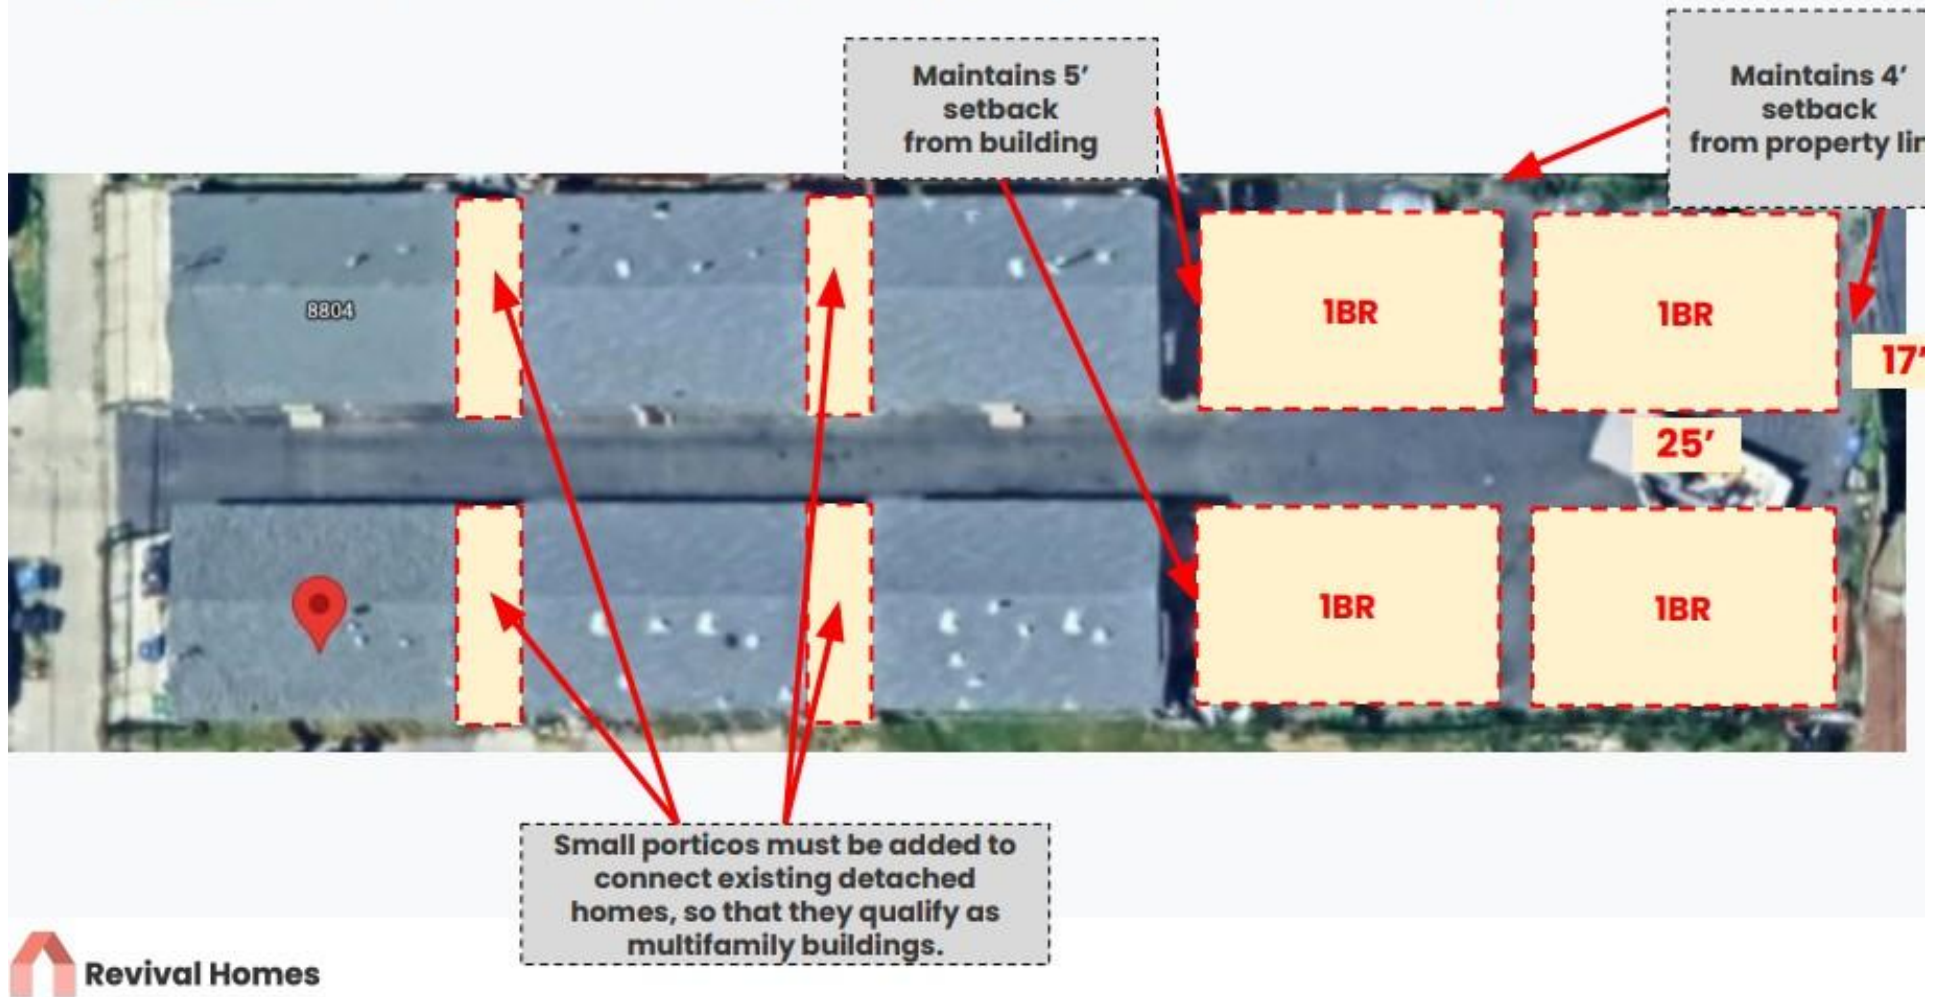 Maintains 5’
setback
from building
Maintains 4’
setback
from property lin
8804
1BR
1BR
17’
25’
1BR
1BR
Small porticos must be added to
connect existing detached
homes, so that they qualify as
multifamily buildings.
Revival Homes